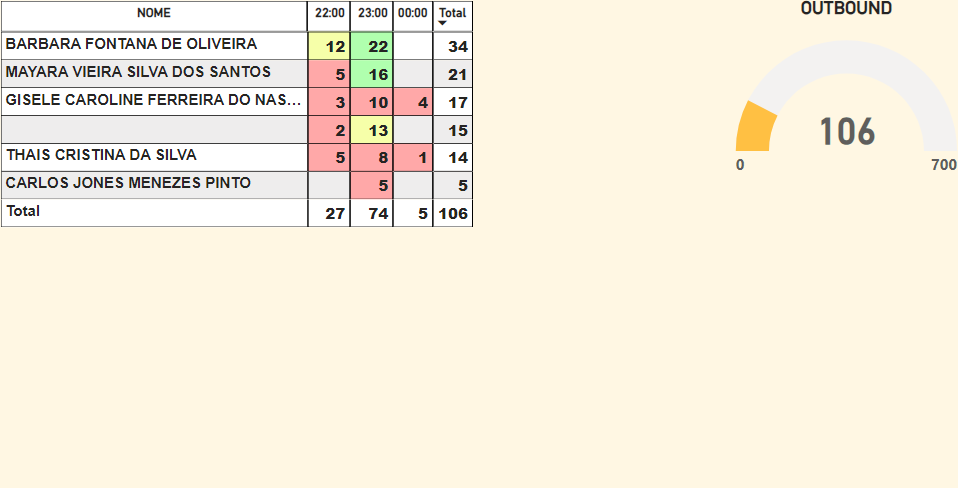 NOME 22:00 23:00 00:00 Total
BARBARA FONTANA DE OLIVEIRA 12 22 34
MAYARA VIEIRA SILVA DOS SANTOS 5 16 21
GISELE CAROLINE FERREIRA DO NAS... 3 10 4 17
2 13 15
THAIS CRISTINA DA SILVA 5 8 1 14
CARLOS JONES MENEZES PINTO 5 5
Total 27 74 5 106
OUTBOUND
106
0 700